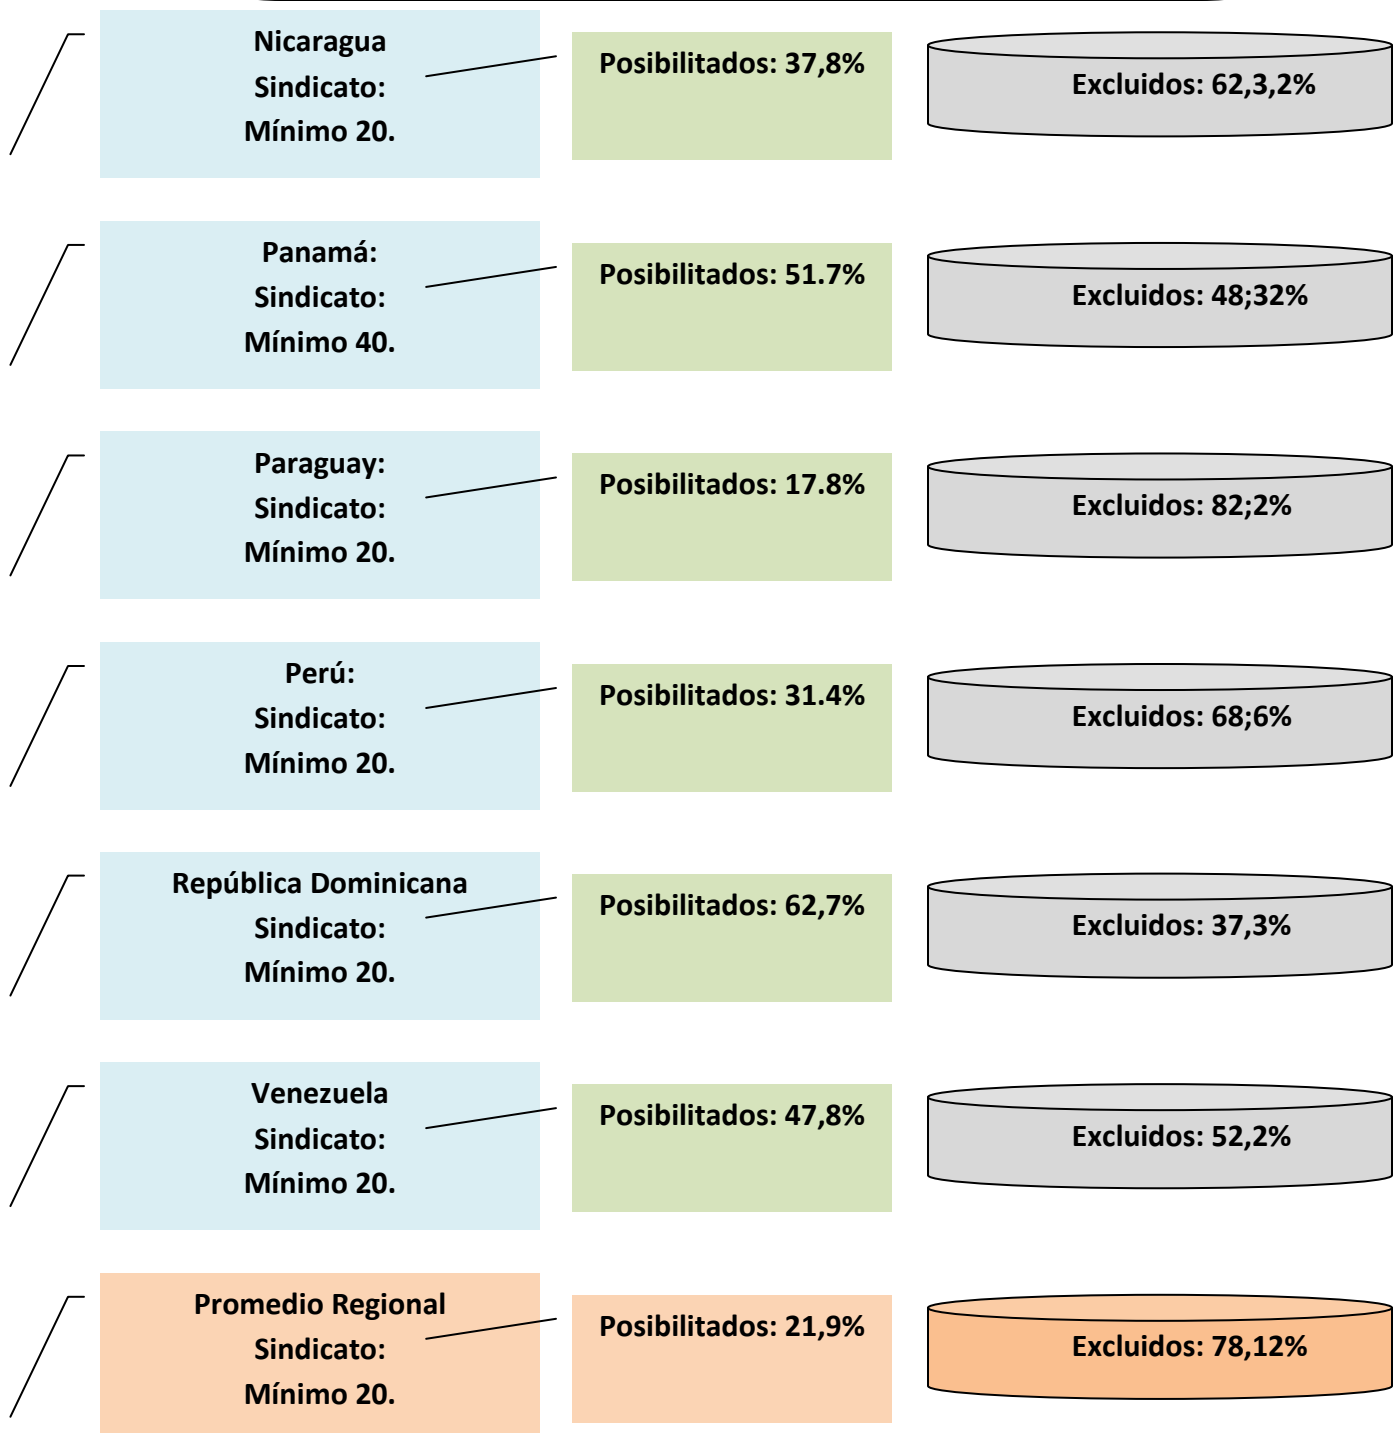 Nicaragua
Sindicato:
Mínimo 20.
Posibilitados: 37,8%
Excluidos: 62,3,2%
Panamá:
Sindicato:
Mínimo 40.
Posibilitados: 51.7%
Excluidos: 48;32%
Paraguay:
Sindicato:
Mínimo 20.
Posibilitados: 17.8%
Excluidos: 82;2%
Perú:
Sindicato:
Mínimo 20.
Posibilitados: 31.4%
Excluidos: 68;6%
República Dominicana
Sindicato:
Mínimo 20.
Posibilitados: 62,7%
Excluidos: 37,3%
Venezuela
Sindicato:
Mínimo 20.
Posibilitados: 47,8%
Excluidos: 52,2%
Promedio Regional
Sindicato:
Mínimo 20.
Posibilitados: 21,9%
Excluidos: 78,12%